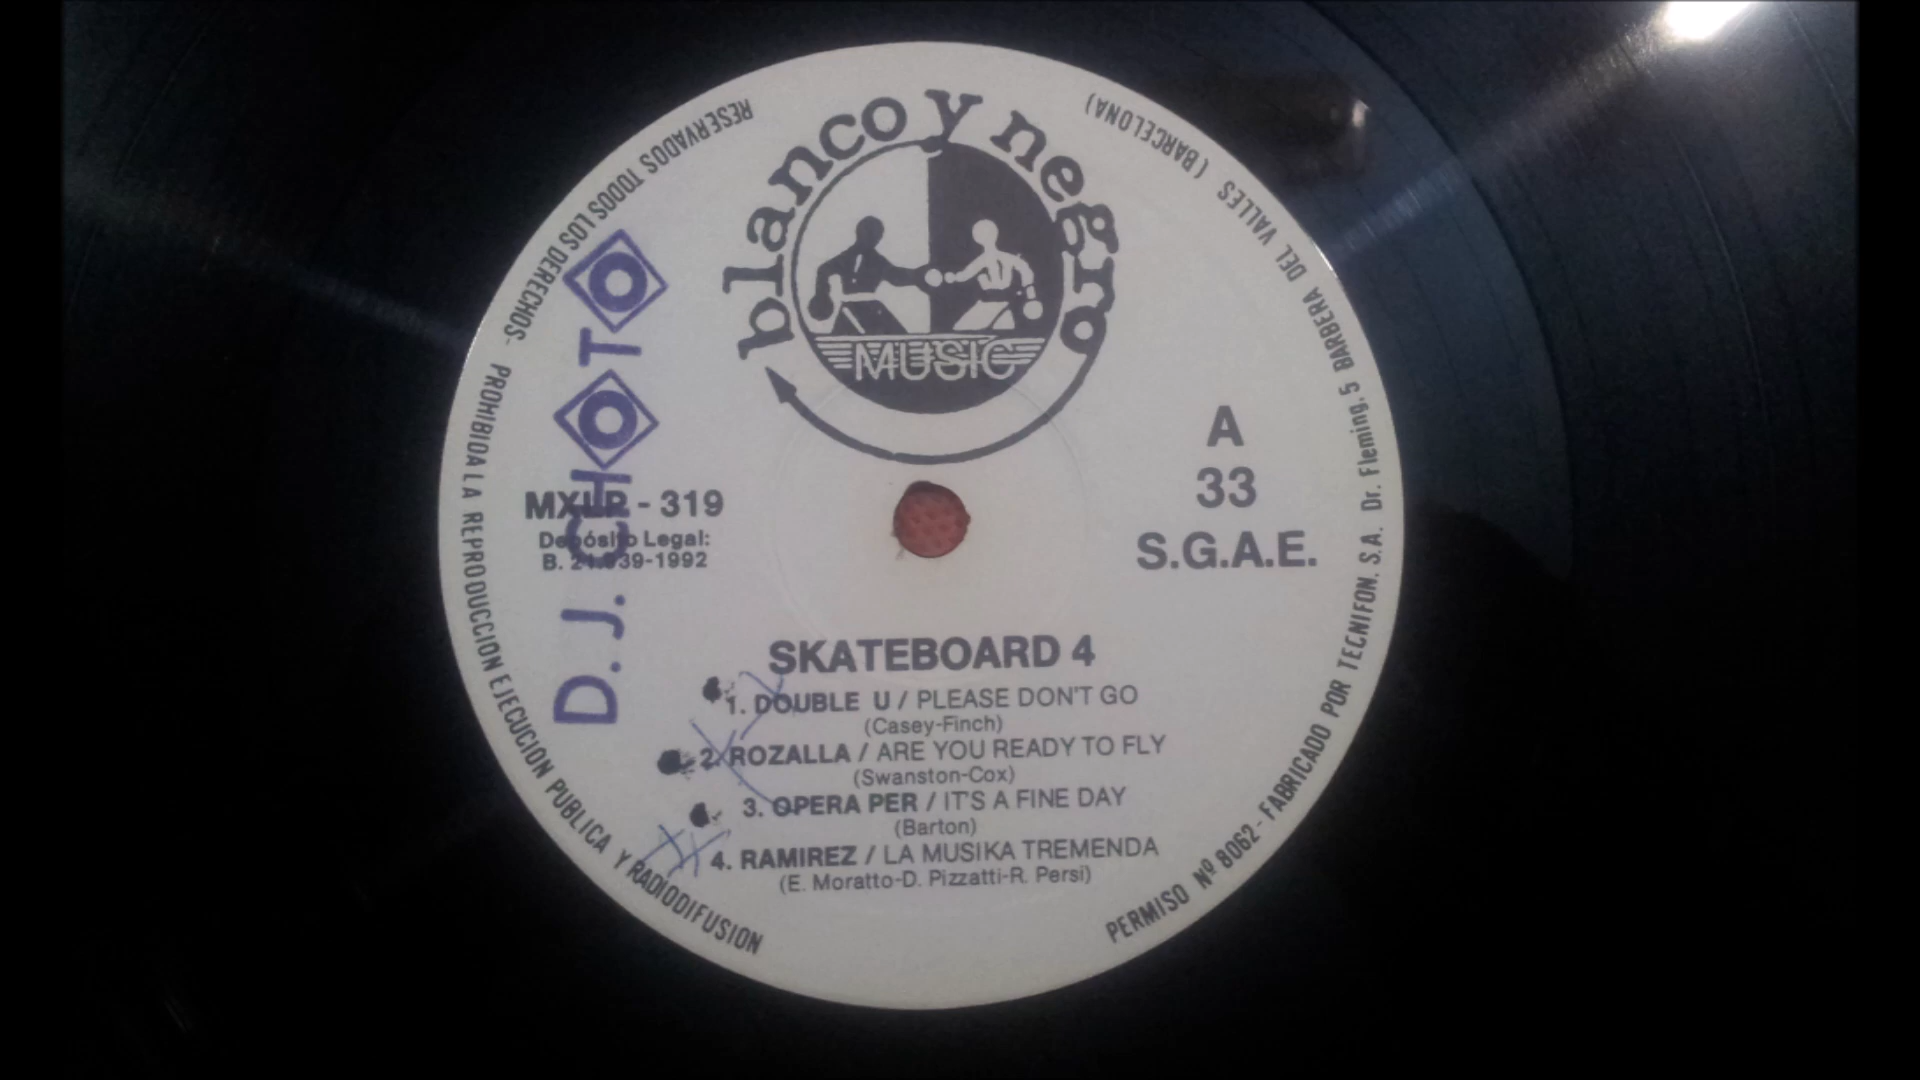 blanco y negro
MUSIC
RESERVADOS TODOS LOS DERECHOS - PROHIBIDA LA REPRODUCCION EJECUCION PUBLICA Y RADIODIFUSION
PERMISO Nº 8062 - FABRICADO POR TECNIFON, S.A. Dr. Fleming, 5 BARBERA DEL VALLES (BARCELONA)
D.J. CHOTO
MXLR - 319
Depósito Legal:
A
33
S.G.A.E.
SKATEBOARD 4
1. DOUBLE U / PLEASE DON'T GO
(Casey-Finch)
2. ROZALLA / ARE YOU READY TO FLY
(Swanston-Cox)
3. OPERA PER / IT'S A FINE DAY
(Barton)
4. RAMIREZ / LA MUSIKA TREMENDA
(E. Moratto-D. Pizzatti-R. Persi)